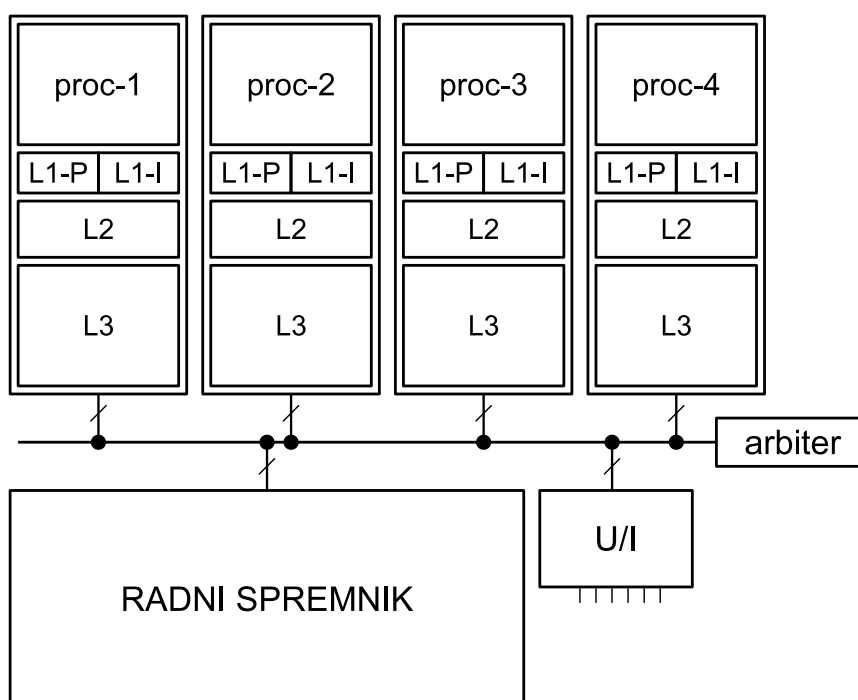 proc-1 proc-2 proc-3 proc-4
L1-P L1-I L1-P L1-I L1-P L1-I L1-P L1-I
L2 L2 L2 L2
L3 L3 L3 L3
arbiter
U/I
RADNI SPREMNIK